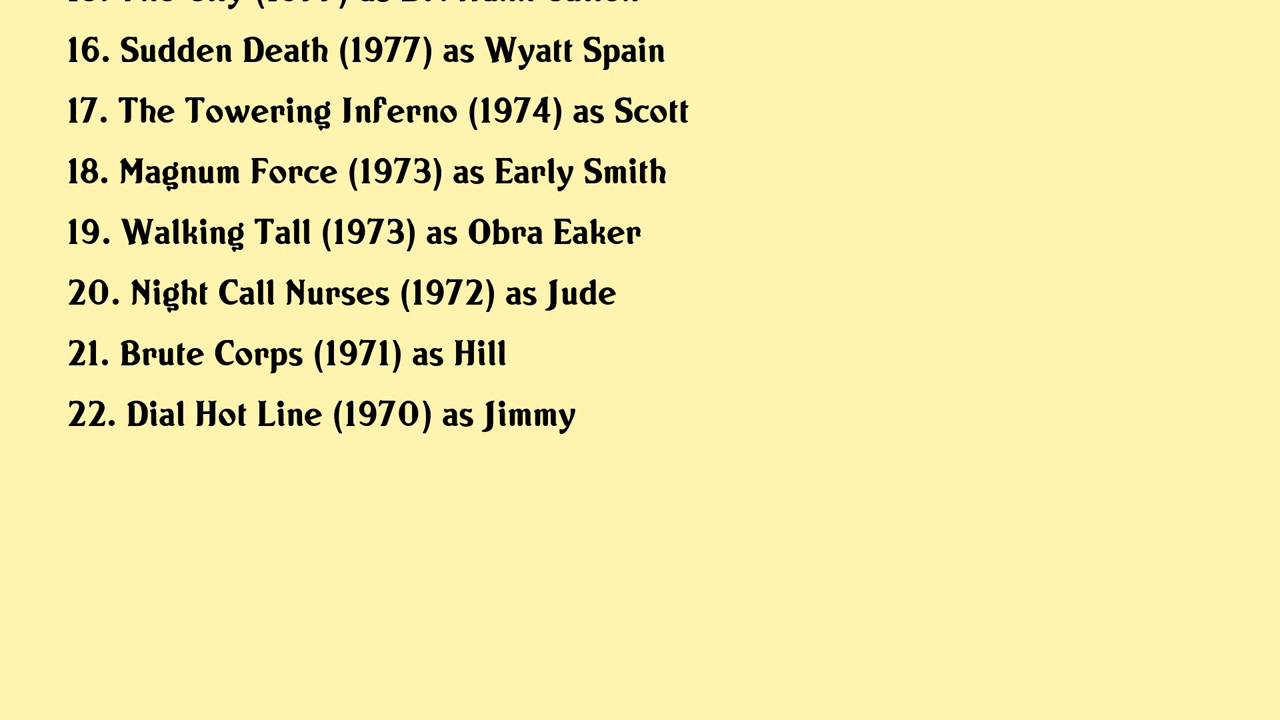 16. Sudden Death (1977) as Wyatt Spain
17. The Towering Inferno (1974) as Scott
18. Magnum Force (1973) as Early Smith
19. Walking Tall (1973) as Obra Eaker
20. Night Call Nurses (1972) as Jude
21. Brute Corps (1971) as Hill
22. Dial Hot Line (1970) as Jimmy